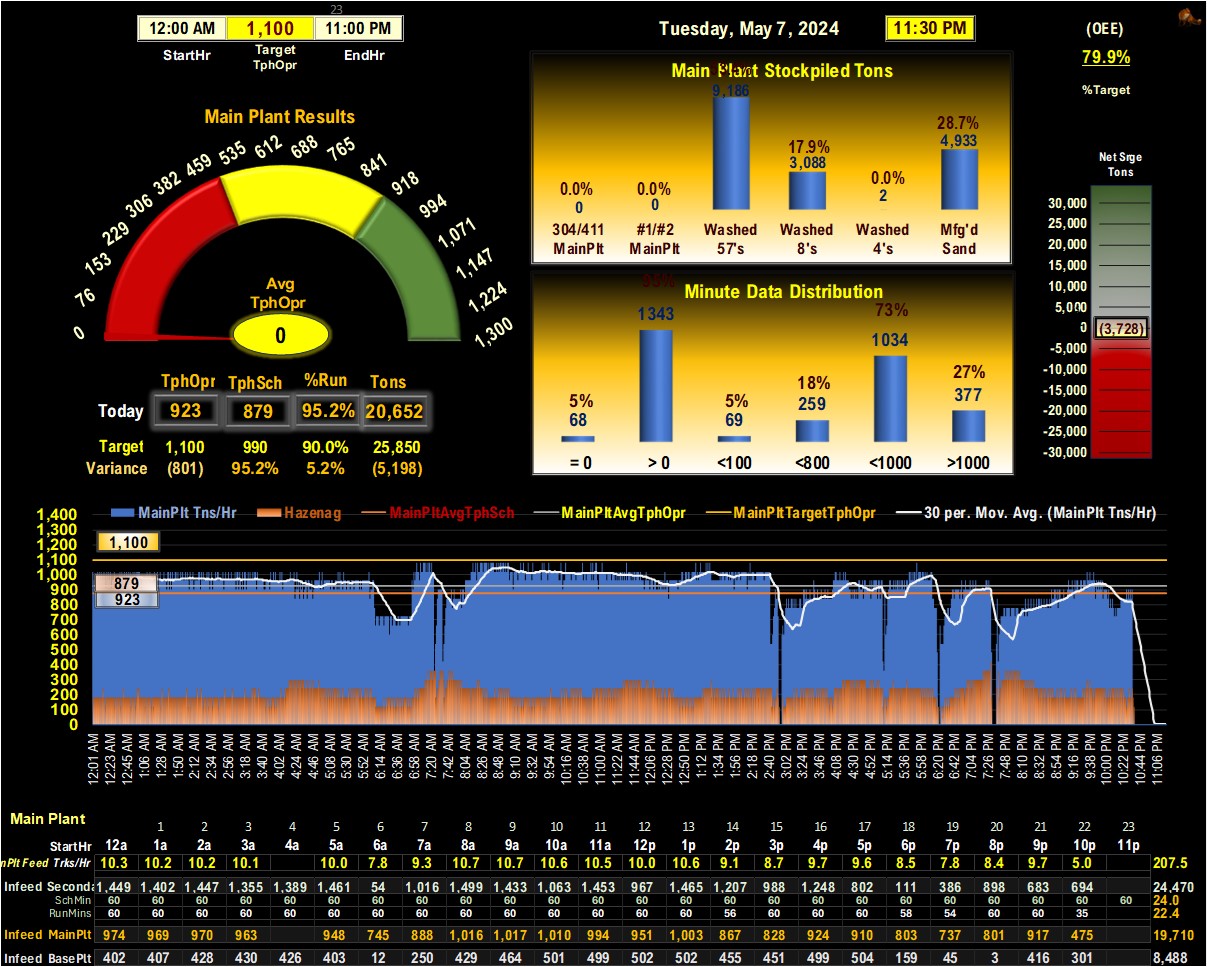 23
12:00 AM 1,100 11:00 PM
StartHr Target TphOpr EndHr
Tuesday, May 7, 2024 11:30 PM
(OEE)
79.9%
%Target
Main Plant Results
0 76 153 229 306 382 459 535 612 688 765 841 918 994 1,071 1,147 1,224 1,300
Avg
TphOpr
0
TphOpr TphSch %Run Tons
Today 923 879 95.2% 20,652
Target 1,100 990 90.0% 25,850
Variance (801) 95.2% 5.2% (5,198)
Main Plant Stockpiled Tons
9,186
28.7%
4,933
17.9%
3,088
0.0% 0.0% 0.0%
0 0 2
304/411 #1/#2 Washed Washed Washed Mfg'd
MainPlt MainPlt 57's 8's 4's Sand
Minute Data Distribution
95%
1343
73%
1034
5% 5% 18% 27%
68 69 259 377
= 0 > 0 <100 <800 <1000 >1000
Net Srge
Tons
30,000
25,000
20,000
15,000
10,000
5,000
0
(3,728)
-5,000
-10,000
-15,000
-20,000
-25,000
-30,000
MainPlt Tns/Hr Hazenag MainPltAvgTphSch MainPltAvgTphOpr MainPltTargetTphOpr 30 per. Mov. Avg. (MainPlt Tns/Hr)
1,400
1,300
1,200
1,100
1,000
900
800
700
600
500
400
300
200
100
0
1,100
879
923
12:01 AM 12:23 AM 12:45 AM 1:06 AM 1:28 AM 1:50 AM 2:12 AM 2:34 AM 2:56 AM 3:18 AM 3:40 AM 4:02 AM 4:24 AM 4:46 AM 5:08 AM 5:30 AM 5:52 AM 6:14 AM 6:36 AM 6:58 AM 7:20 AM 7:42 AM 8:04 AM 8:26 AM 8:48 AM 9:10 AM 9:32 AM 9:54 AM 10:16 AM 10:38 AM 11:00 AM 11:22 AM 11:44 AM 12:06 PM 12:28 PM 12:50 PM 1:12 PM 1:34 PM 1:56 PM 2:18 PM 2:40 PM 3:02 PM 3:24 PM 3:46 PM 4:08 PM 4:30 PM 4:52 PM 5:14 PM 5:36 PM 5:58 PM 6:20 PM 6:42 PM 7:04 PM 7:26 PM 7:48 PM 8:10 PM 8:32 PM 8:54 PM 9:16 PM 9:38 PM 10:00 PM 10:22 PM 10:44 PM 11:06 PM
Main Plant
1 2 3 4 5 6 7 8 9 10 11 12 13 14 15 16 17 18 19 20 21 22 23
StartHr 12a 1a 2a 3a 4a 5a 6a 7a 8a 9a 10a 11a 12p 1p 2p 3p 4p 5p 6p 7p 8p 9p 10p 11p
nPlt Feed Trks/Hr 10.3 10.2 10.2 10.1 10.0 7.8 9.3 10.7 10.7 10.6 10.5 10.0 10.6 9.1 8.7 9.7 9.6 8.5 7.8 8.4 9.7 5.0 207.5
Infeed Seconda 1,449 1,402 1,447 1,355 1,389 1,461 54 1,016 1,499 1,433 1,063 1,453 967 1,465 1,207 988 1,248 802 111 386 898 683 694 24,470
SchMin 60 60 60 60 60 60 60 60 60 60 60 60 60 60 60 60 60 60 60 60 60 60 60 60 24.0
RunMins 60 60 60 60 60 60 60 60 60 60 60 60 60 60 56 60 60 60 58 54 60 60 35 22.4
Infeed MainPlt 974 969 970 963 948 745 888 1,016 1,017 1,010 994 951 1,003 867 828 924 910 803 737 801 917 475 19,710
Infeed BasePlt 402 407 428 430 426 403 12 250 429 464 501 499 502 502 455 451 499 504 159 45 3 416 301 8,488